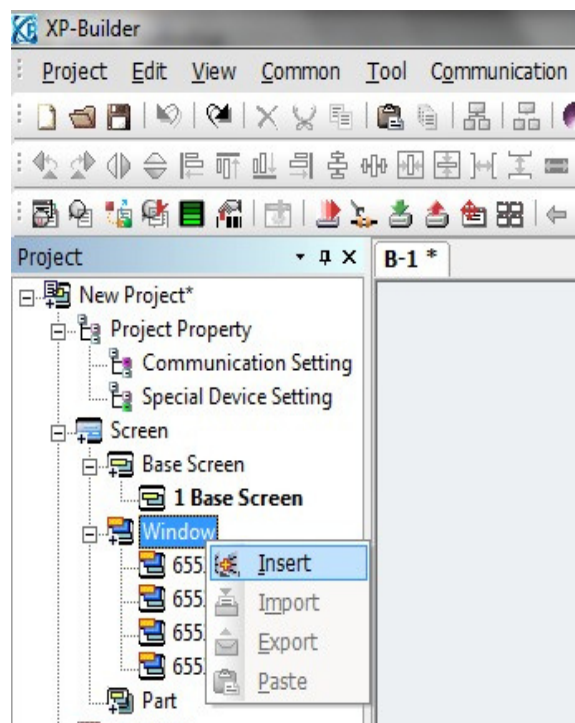 XP-Builder
Project Edit View Common Tool Communication
Project
B-1 *
New Project*
Project Property
Communication Setting
Special Device Setting
Screen
Base Screen
1 Base Screen
Window
655
Insert
655
Import
655
Export
655
Paste
Part